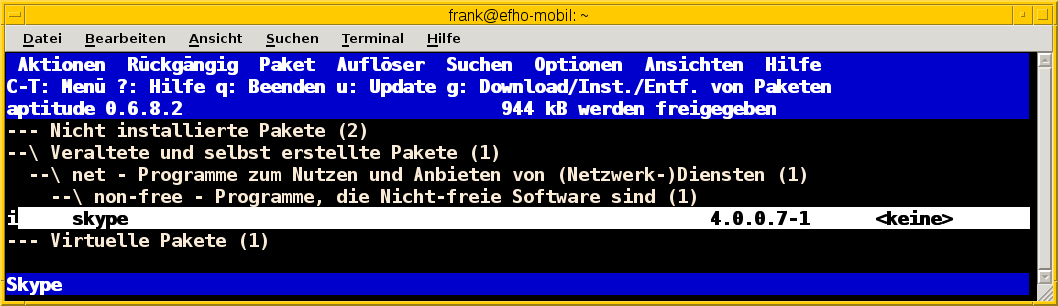 frank@efho-mobil: ~
Datei Bearbeiten Ansicht Suchen Terminal Hilfe
Aktionen Rückgängig Paket Auflöser Suchen Optionen Ansichten Hilfe
C-T: Menü ?: Hilfe q: Beenden u: Update g: Download/Inst./Entf. von Paketen
aptitude 0.6.8.2 944 kB werden freigegeben
--- Nicht installierte Pakete (2)
--\ Veraltete und selbst erstellte Pakete (1)
--\ net - Programme zum Nutzen und Anbieten von (Netzwerk-)Diensten (1)
--\ non-free - Programme, die Nicht-freie Software sind (1)
i skype 4.0.0.7-1 <keine>
--- Virtuelle Pakete (1)
Skype